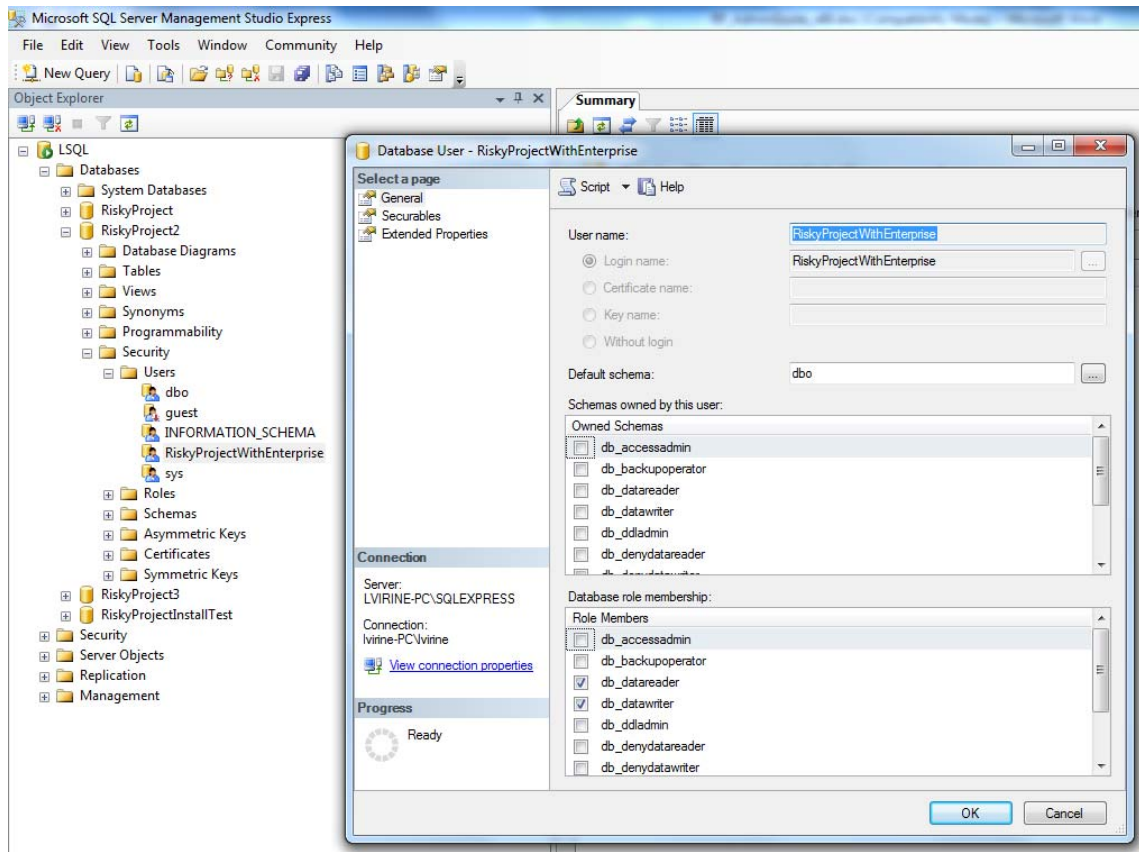 Microsoft SQL Server Management Studio Express
File Edit View Tools Window Community Help
New Query
Object Explorer
LSQL
Databases
System Databases
RiskyProject
RiskyProject2
Database Diagrams
Tables
Views
Synonyms
Programmability
Security
Users
dbo
guest
INFORMATION_SCHEMA
RiskyProjectWithEnterprise
sys
Roles
Schemas
Asymmetric Keys
Certificates
Symmetric Keys
RiskyProject3
RiskyProjectInstallTest
Security
Server Objects
Replication
Management
Summary
Database User - RiskyProjectWithEnterprise
Select a page
General
Securables
Extended Properties
Connection
Server:
LVIRINE-PC\SQLEXPRESS
Connection:
lvirine-PC\lvirine
View connection properties
Progress
Ready
Script Help
User name: RiskyProjectWithEnterprise
Login name: RiskyProjectWithEnterprise ...
Certificate name:
Key name:
Without login
Default schema: dbo ...
Schemas owned by this user:
Owned Schemas
db_accessadmin
db_backupoperator
db_datareader
db_datawriter
db_ddladmin
db_denydatareader
Database role membership:
Role Members
db_accessadmin
db_backupoperator
db_datareader
db_datawriter
db_ddladmin
db_denydatareader
db_denydatawriter
OK Cancel